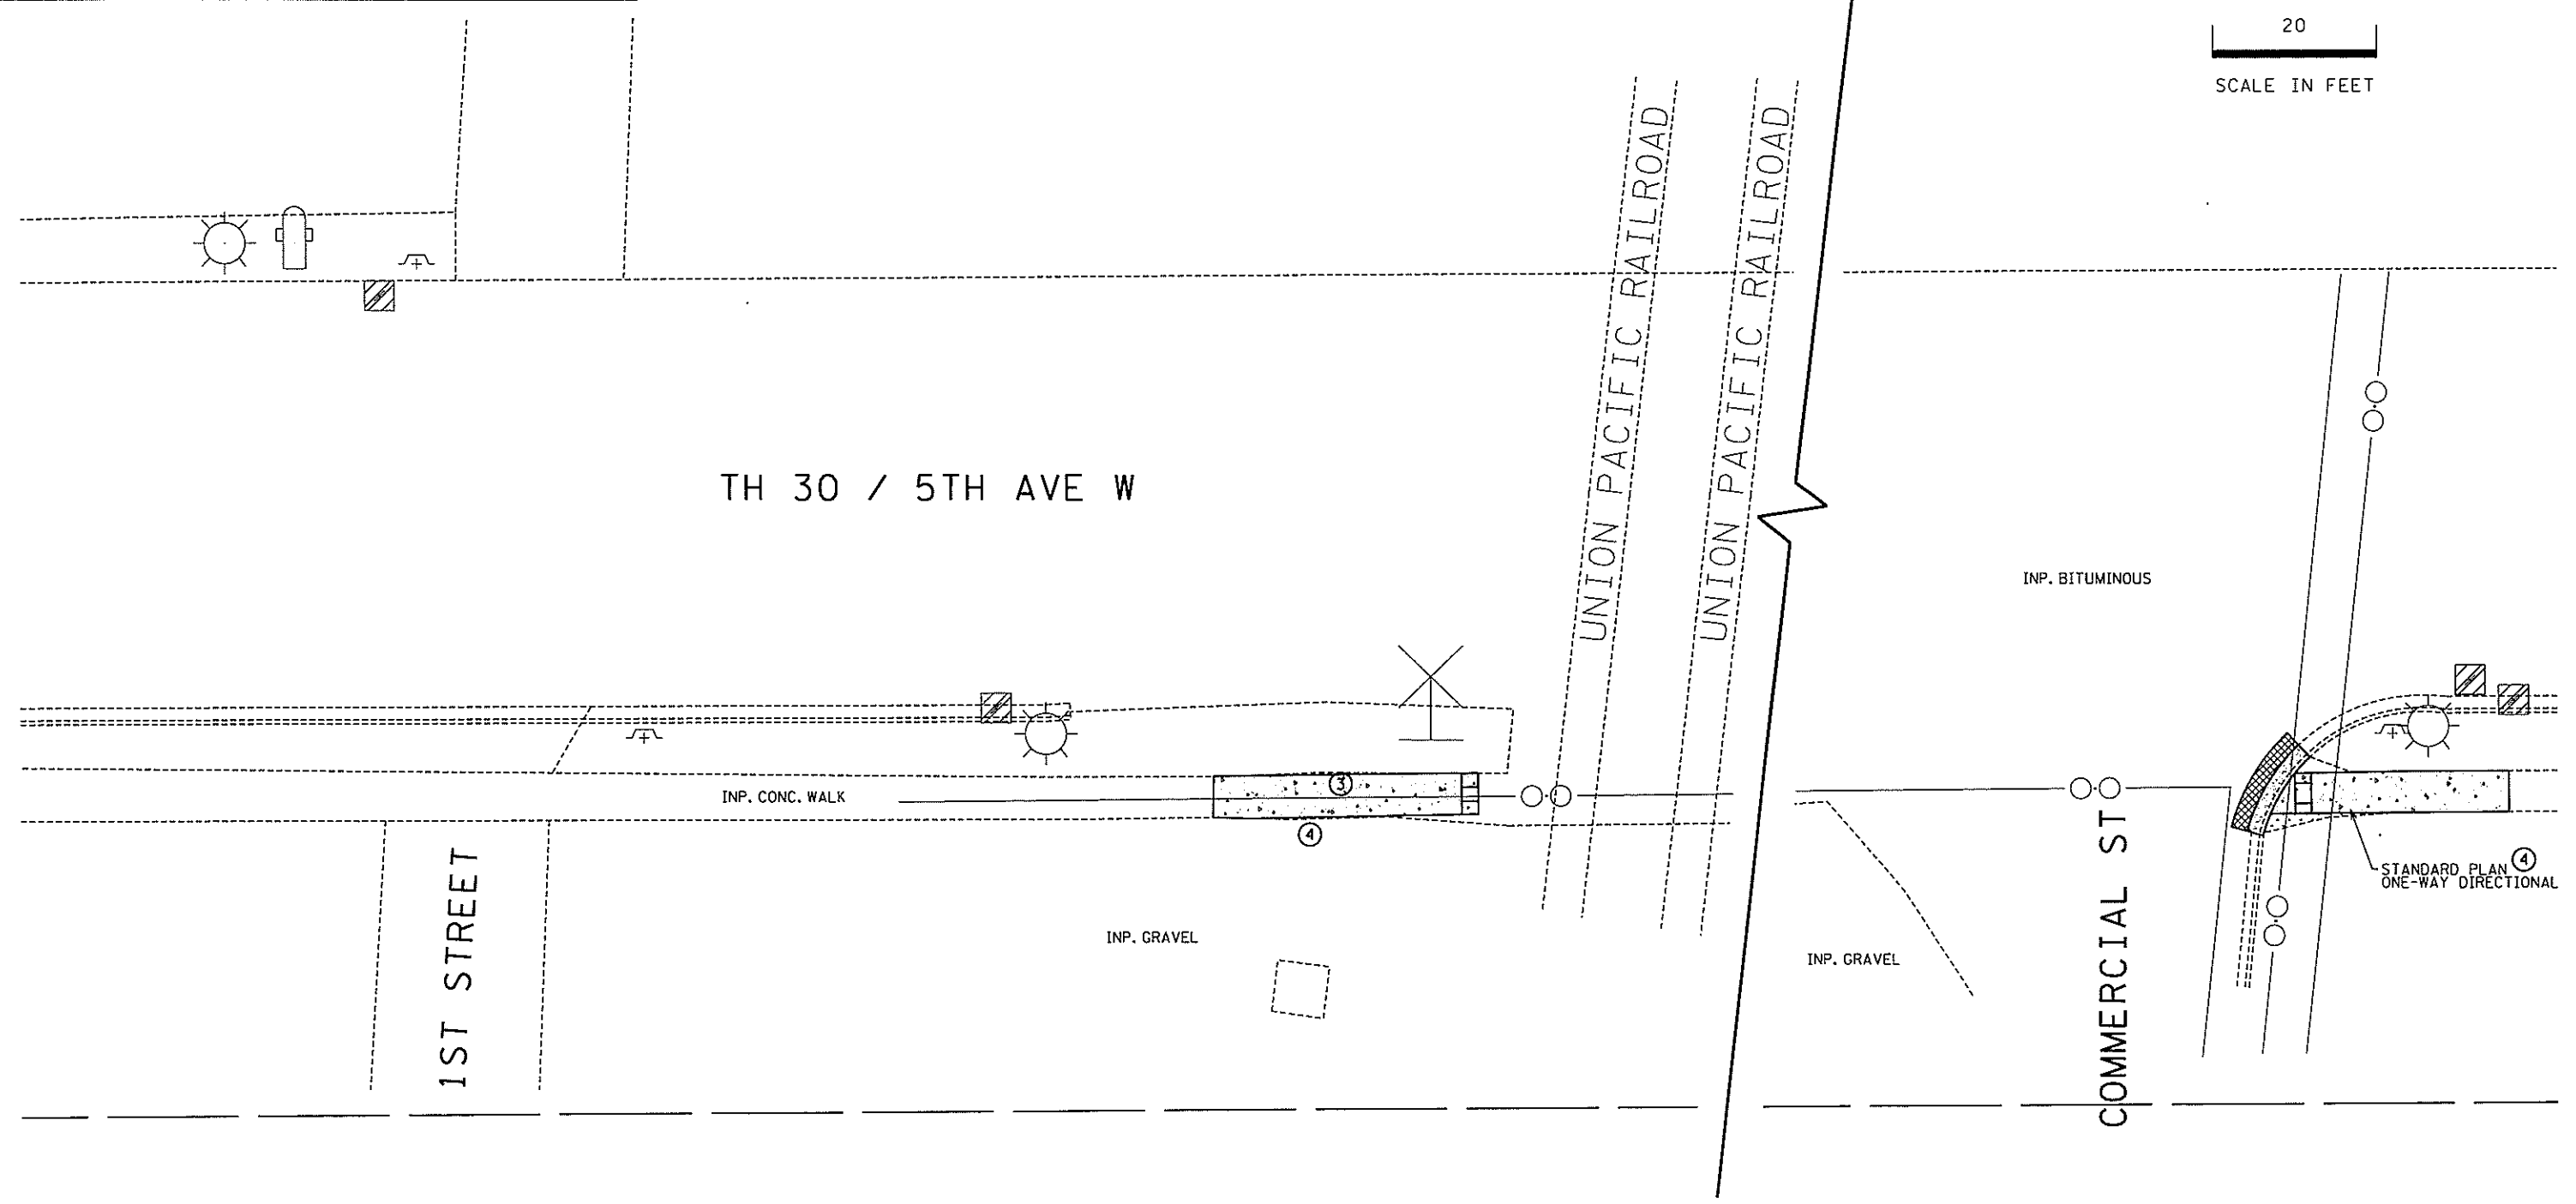 20
SCALE IN FEET
UNION PACIFIC RAILROAD
UNION PACIFIC RAILROAD
TH 30 / 5TH AVE W
INP. BITUMINOUS
3
INP. CONC. WALK
4
STANDARD PLAN 4
ONE-WAY DIRECTIONAL
1ST STREET
INP. GRAVEL
INP. GRAVEL
COMMERCIAL ST